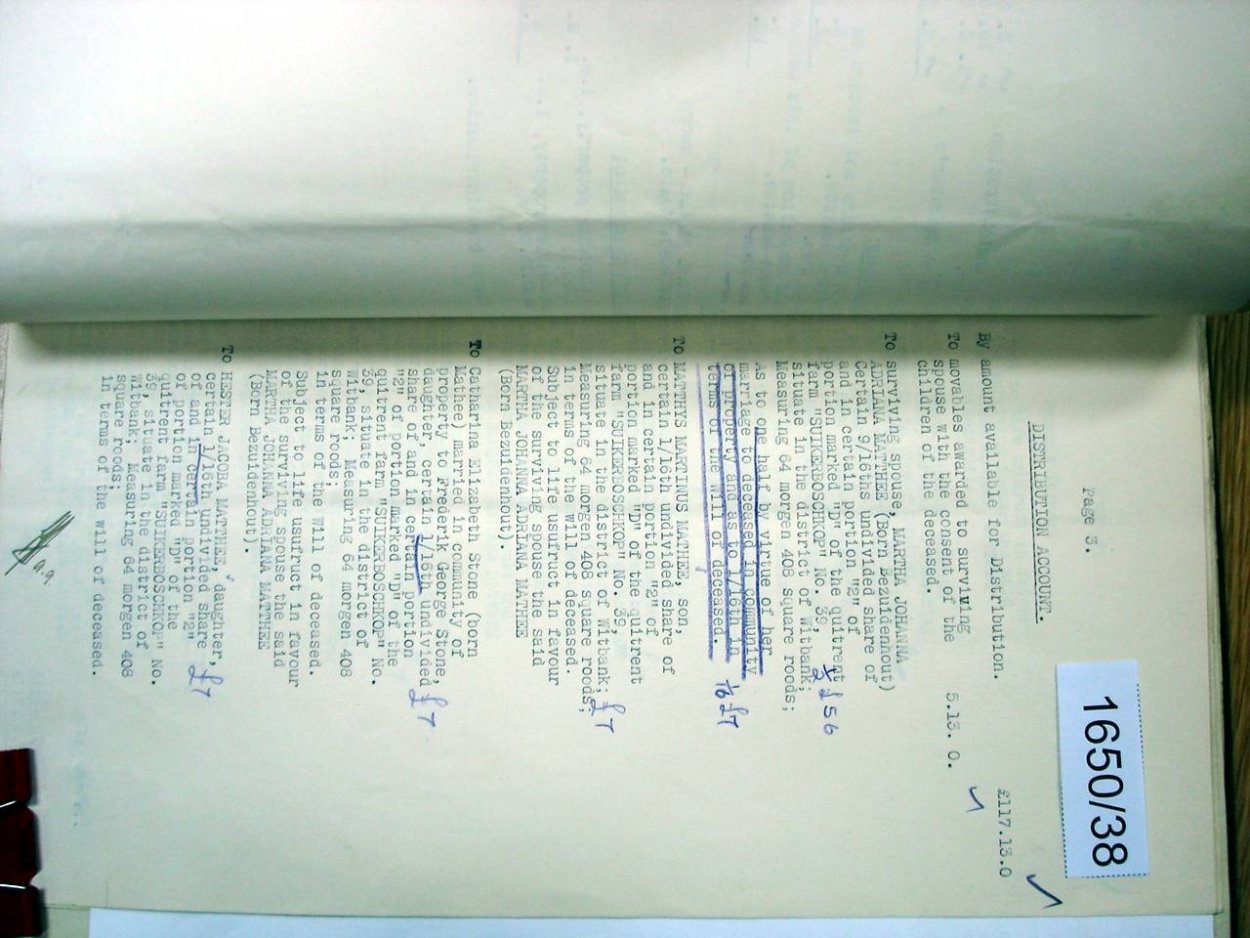 1650/38
Page 3.
DISTRIBUTION ACCOUNT.
By amount available for Distribution. £117.13.0
To movables awarded to surviving
spouse with the consent of the
children of the deceased. 5.13. 0.
To surviving spouse, MARTHA JOHANNA
ADRIANA MATHEE (Born Bezuidenhout)
Certain 9/16ths undivided share of
and in certain portion "2" of
portion marked "D" of the quitrent
farm "SUIKERBOSCHKOP" No. 39, ½ £56
situate in the district of Witbank;
Measuring 64 morgen 408 square roods;
As to one half by virtue of her
marriage to deceased in community
of property and as to 1/16th in
terms of the will of deceased. 1/16 £7
To MATHYS MARTINUS MATHEE, son,
certain 1/16th undivided share of
and in certain portion "2" of
portion marked "D" of the quitrent
farm "SUIKERBOSCHKOP" No. 39,
situate in the district of Witbank; £7
Measuring 64 morgen 408 square roods;
in terms of the will of deceased.
Subject to life usufruct in favour
of the surviving spouse the said
MARTHA JOHANNA ADRIANA MATHEE
(Born Bezuidenhout).
To Catharina Elizabeth Stone (born
Mathee) married in community of
property to Frederik George Stone,
daughter, certain 1/16th undivided £7
share of and in certain portion
"2" of portion marked "D" of the
quitrent farm "SUIKERBOSCHKOP" No.
39, situate in the district of
Witbank; Measuring 64 morgen 408
square roods;
in terms of the Will of deceased.
Subject to life usufruct in favour
of the surviving spouse the said
MARTHA JOHANNA ADRIANA MATHEE
(Born Bezuidenhout).
To HESTER JACOBA MATHEE, daughter,
certain 1/16th undivided share £7
of and in certain portion "2"
of portion marked "D" of the
quitrent farm "SUIKERBOSCHKOP" No.
39, situate in the district of
Witbank; Measuring 64 morgen 408
square roods;
in terms of the will of deceased.